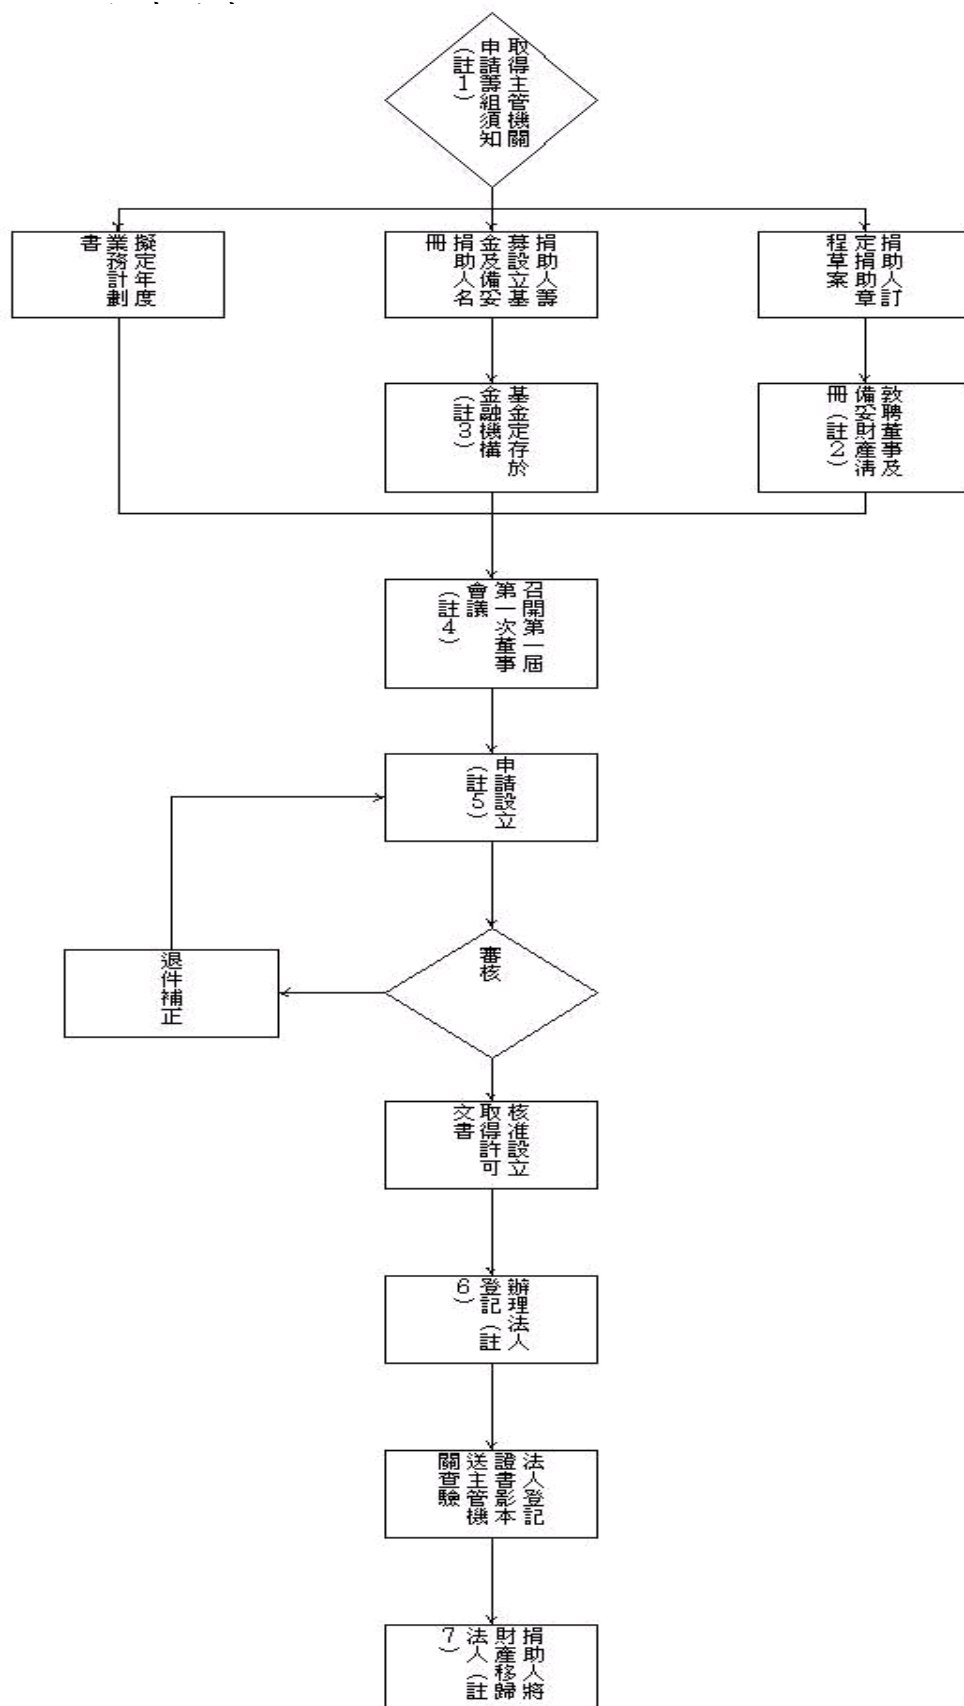 取得主管機關
申請籌組須知
（註1）
擬定年度
業務計劃
書
捐助人籌
募設立基
金及備妥
捐助人名
冊
捐助人訂
定捐助章
程草案
基金定存於
金融機構
（註3）
敦聘董事及
備妥財產清
冊（註2）
召開第一屆
第一次董事
會議
（註4）
申請設立
（註5）
審核
退件補正
核准設立
取得許可
文書
辦理法人
登記（註
6）
法人登記
證書影本
送主管機
關查驗
捐助人將
財產移歸
法人（註
7）